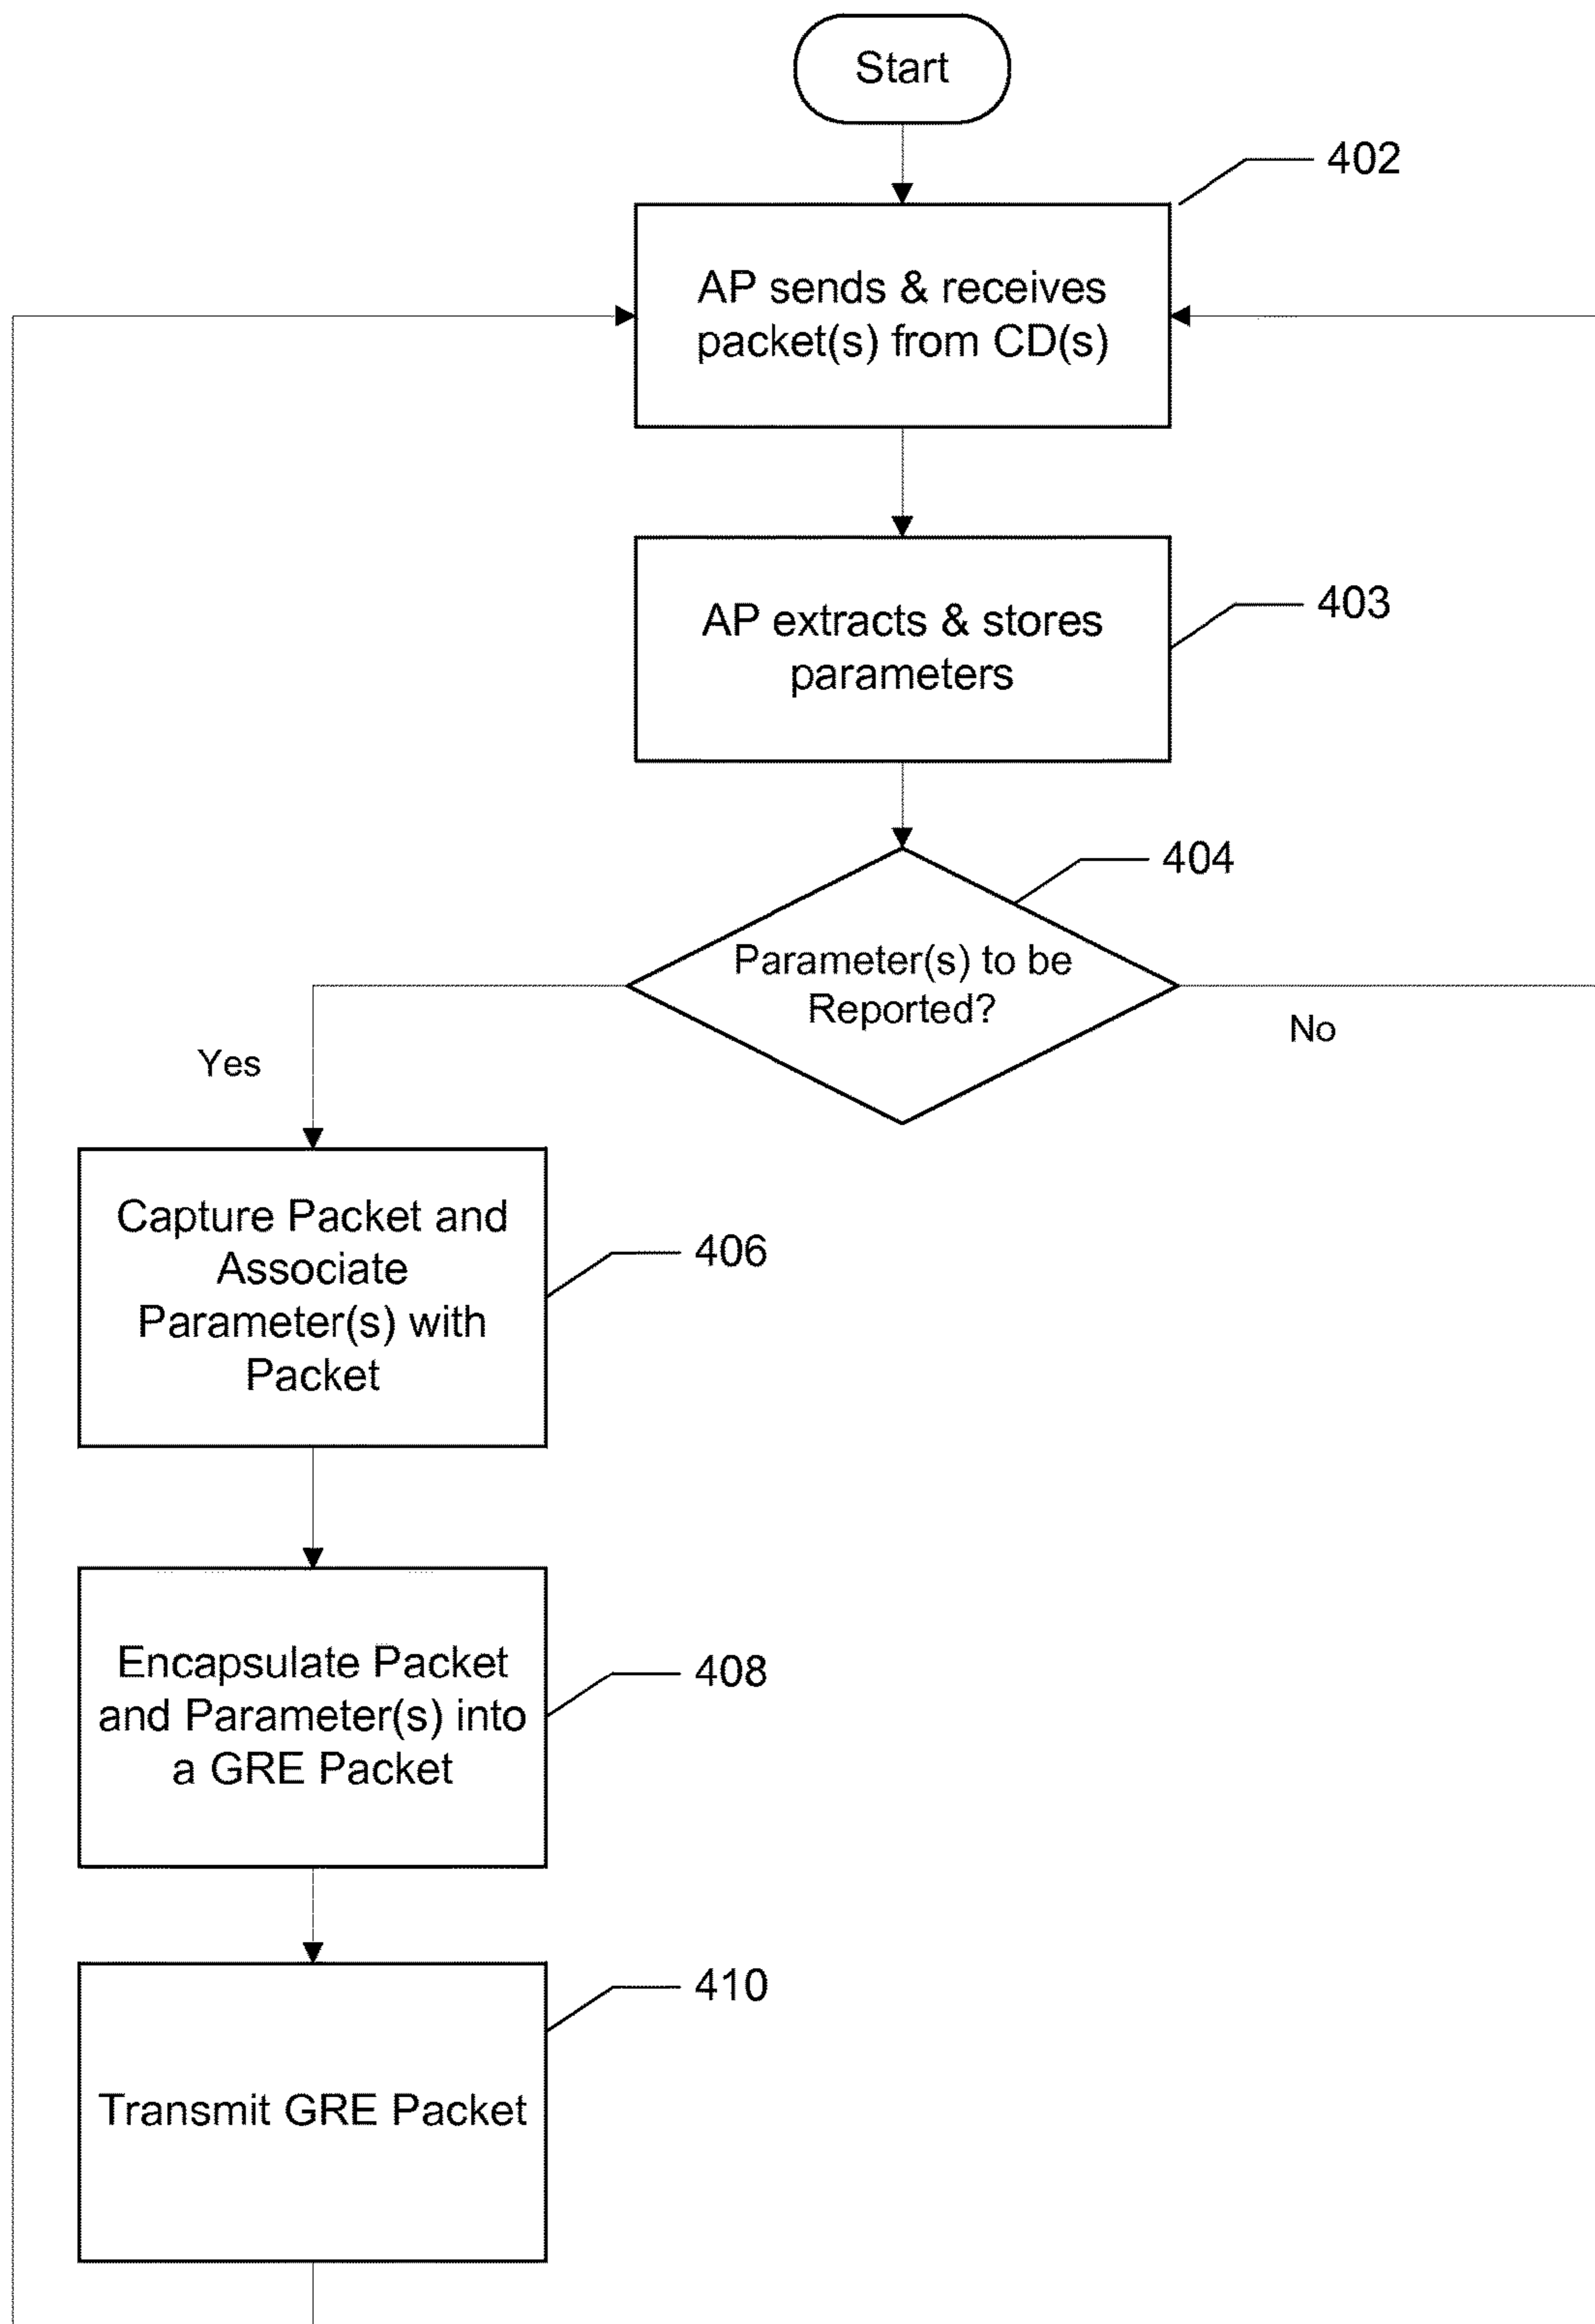 Start
402
AP sends & receives
packet(s) from CD(s)
403
AP extracts & stores
parameters
404
Parameter(s) to be
Reported?
Yes
No
Capture Packet and
Associate
Parameter(s) with
Packet
406
Encapsulate Packet
and Parameter(s) into
a GRE Packet
408
410
Transmit GRE Packet